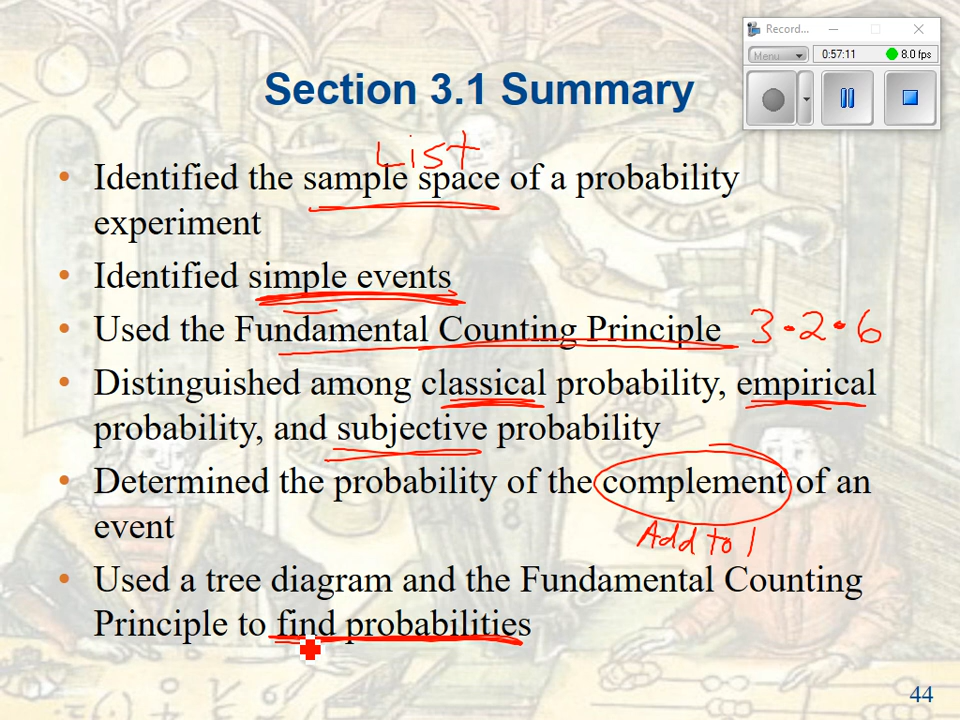 Record...
Menu
0:57:11
8.0 fps
Section 3.1 Summary
List
• Identified the sample space of a probability
experiment
• Identified simple events
• Used the Fundamental Counting Principle 3·2·6
• Distinguished among classical probability, empirical
probability, and subjective probability
• Determined the probability of the complement of an
event
Add to 1
• Used a tree diagram and the Fundamental Counting
Principle to find probabilities
44